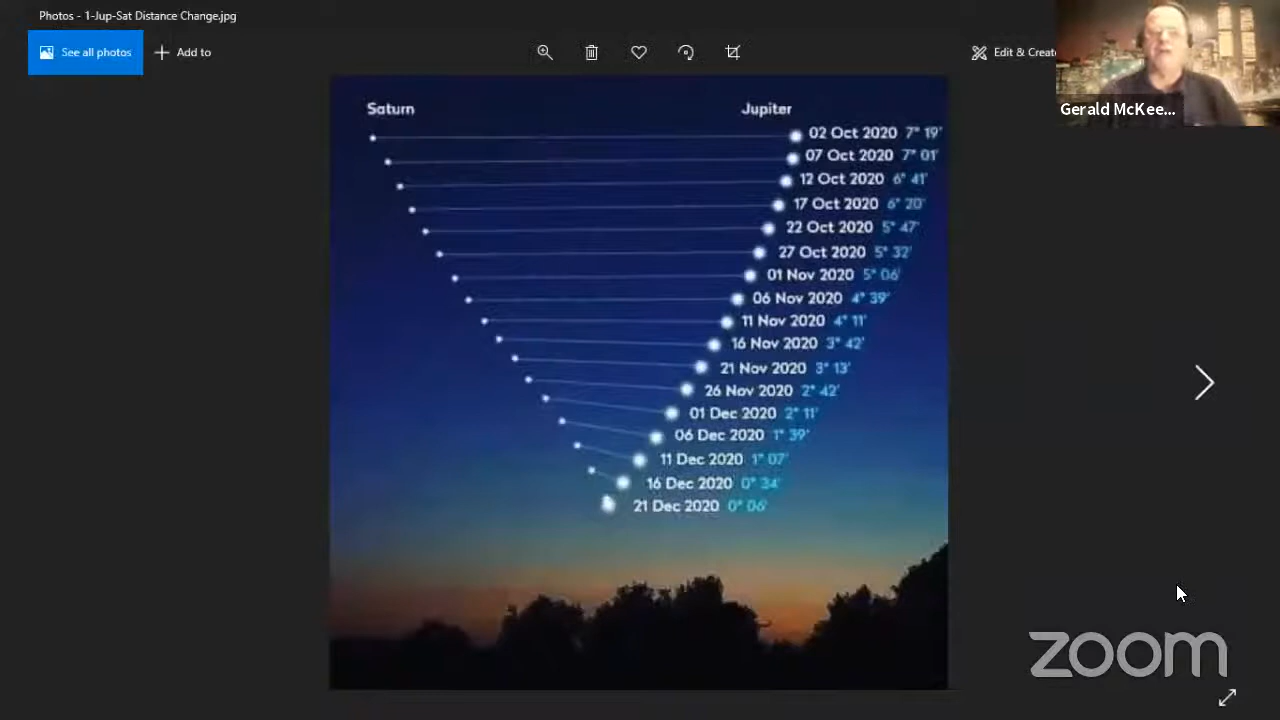 Photos - 1-Jup-Sat Distance Change.jpg
See all photos
Add to
Edit & Create
Gerald McKee...
Saturn
Jupiter
02 Oct 2020 7° 19'
07 Oct 2020 7° 01'
12 Oct 2020 6° 41'
17 Oct 2020 6° 20'
22 Oct 2020 5° 47'
27 Oct 2020 5° 32'
01 Nov 2020 5° 06'
06 Nov 2020 4° 39'
11 Nov 2020 4° 11'
16 Nov 2020 3° 42'
21 Nov 2020 3° 13'
26 Nov 2020 2° 42'
01 Dec 2020 2° 11'
06 Dec 2020 1° 39'
11 Dec 2020 1° 07'
16 Dec 2020 0° 34'
21 Dec 2020 0° 06'
zoom